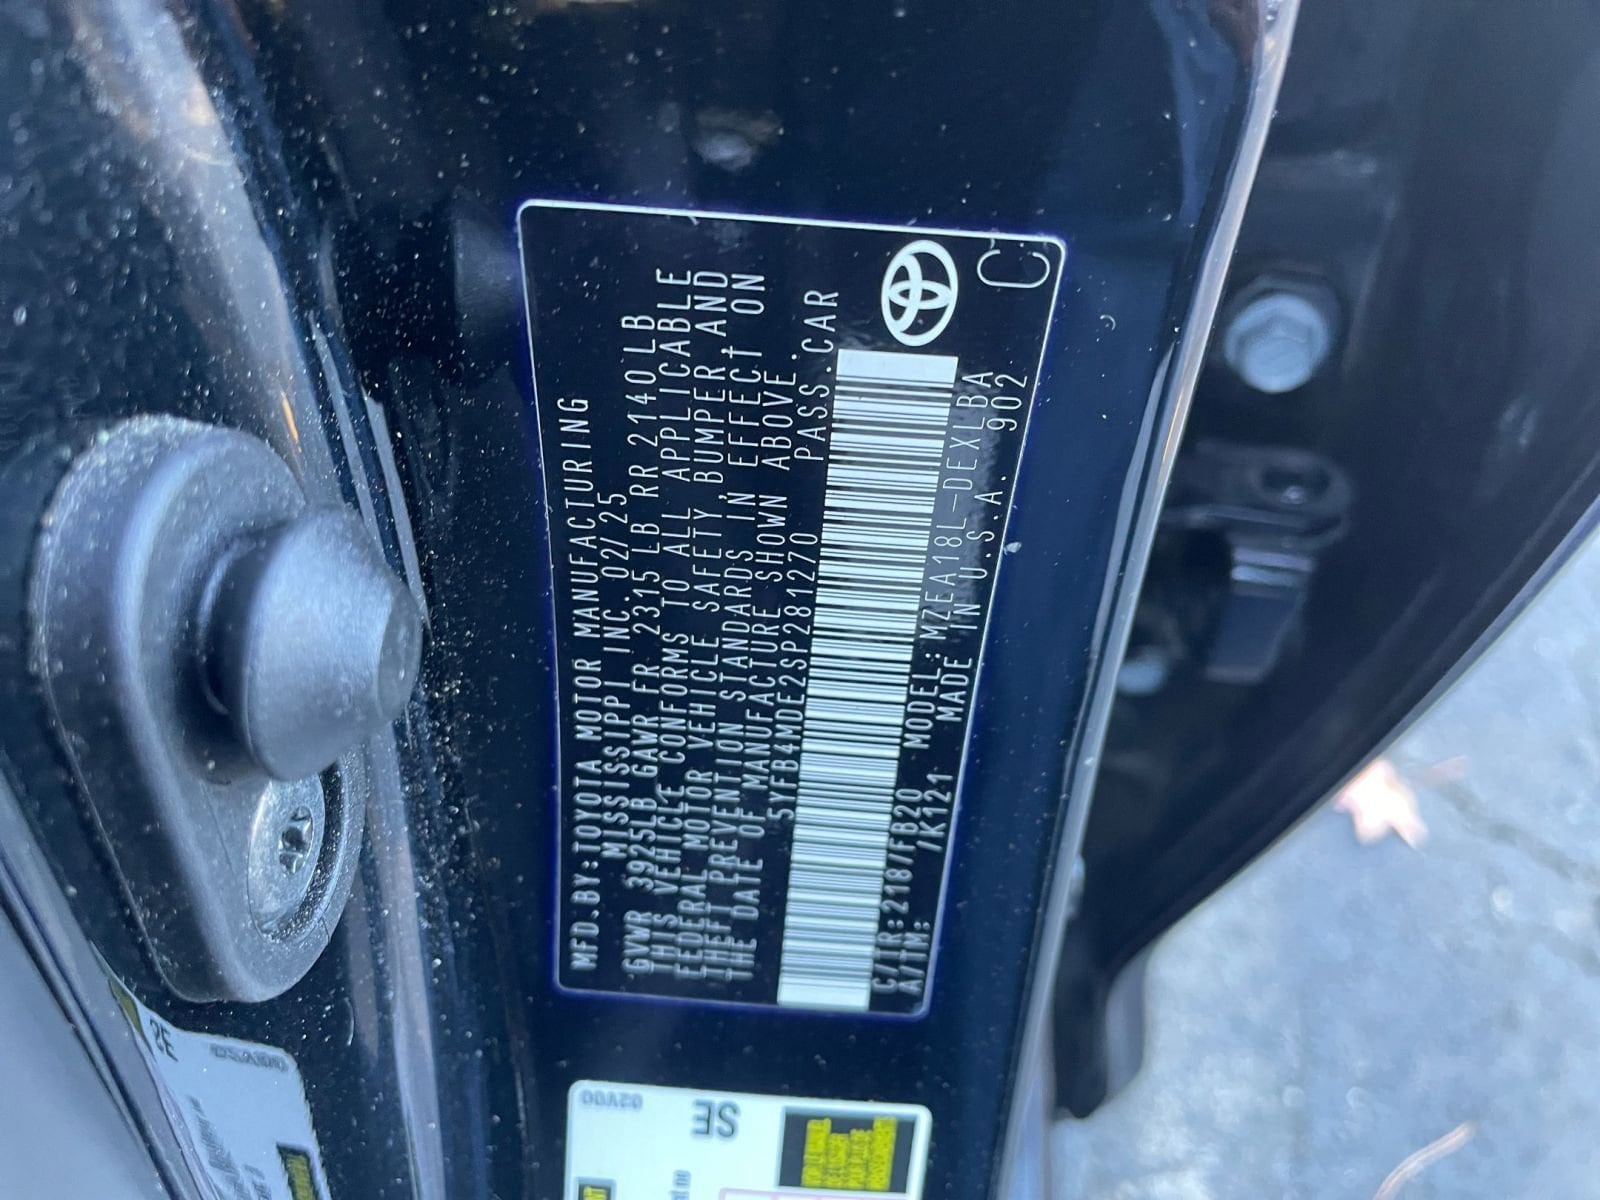 MFD.BY:TOYOTA MOTOR MANUFACTURING
MISSISSIPPI INC.02/25
GVWR 3925LB GAWR FR 2315LB RR 2140LB
THIS VEHICLE CONFORMS TO ALL APPLICABLE
FEDERAL MOTOR VEHICLE SAFETY,BUMPER,AND
THEFT PREVENTION STANDARDS IN EFFECT ON
THE DATE OF MANUFACTURE SHOWN ABOVE.
5YFB4MDE2SP281270 PASS.CAR
C/TR:218/FB20 MODEL:MZEA18L-DEXLBA
A/TM: /K121 MADE IN U.S.A. 902
C
02V00
SE